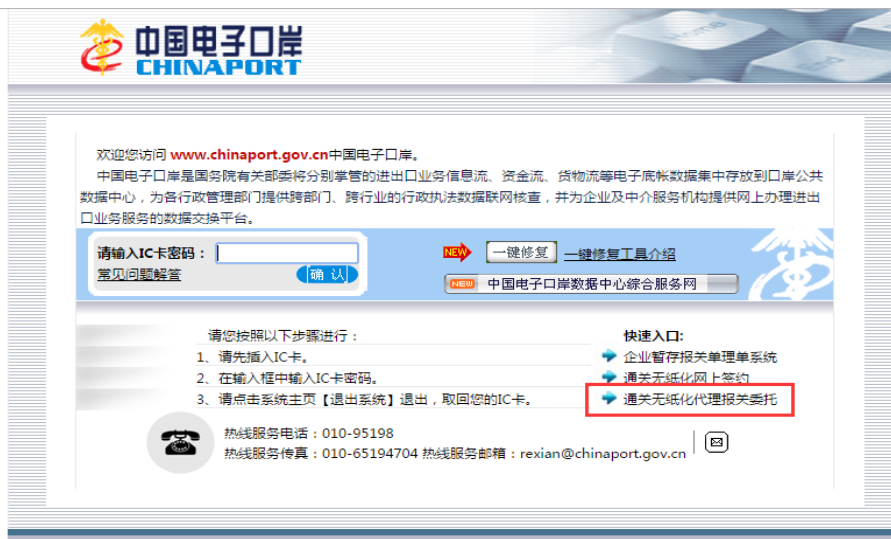 中国电子口岸
CHINAPORT
Home
欢迎您访问 www.chinaport.gov.cn中国电子口岸。
中国电子口岸是国务院有关部委将分别掌管的进出口业务信息流、资金流、货物流等电子底帐数据集中存放到口岸公共
数据中心，为各行政管理部门提供跨部门、跨行业的行政执法数据联网核查，并为企业及中介服务机构提供网上办理进出
口业务服务的数据交换平台。
请输入IC卡密码：
NEW 一键修复 一键修复工具介绍
常见问题解答 确 认
NEW 中国电子口岸数据中心综合服务网
请您按照以下步骤进行： 快速入口:
1、请先插入IC卡。 企业暂存报关单理单系统
2、在输入框中输入IC卡密码。 通关无纸化网上签约
3、请点击系统主页【退出系统】退出，取回您的IC卡。 通关无纸化代理报关委托
热线服务电话：010-95198
热线服务传真：010-65194704 热线服务邮箱：rexian@chinaport.gov.cn